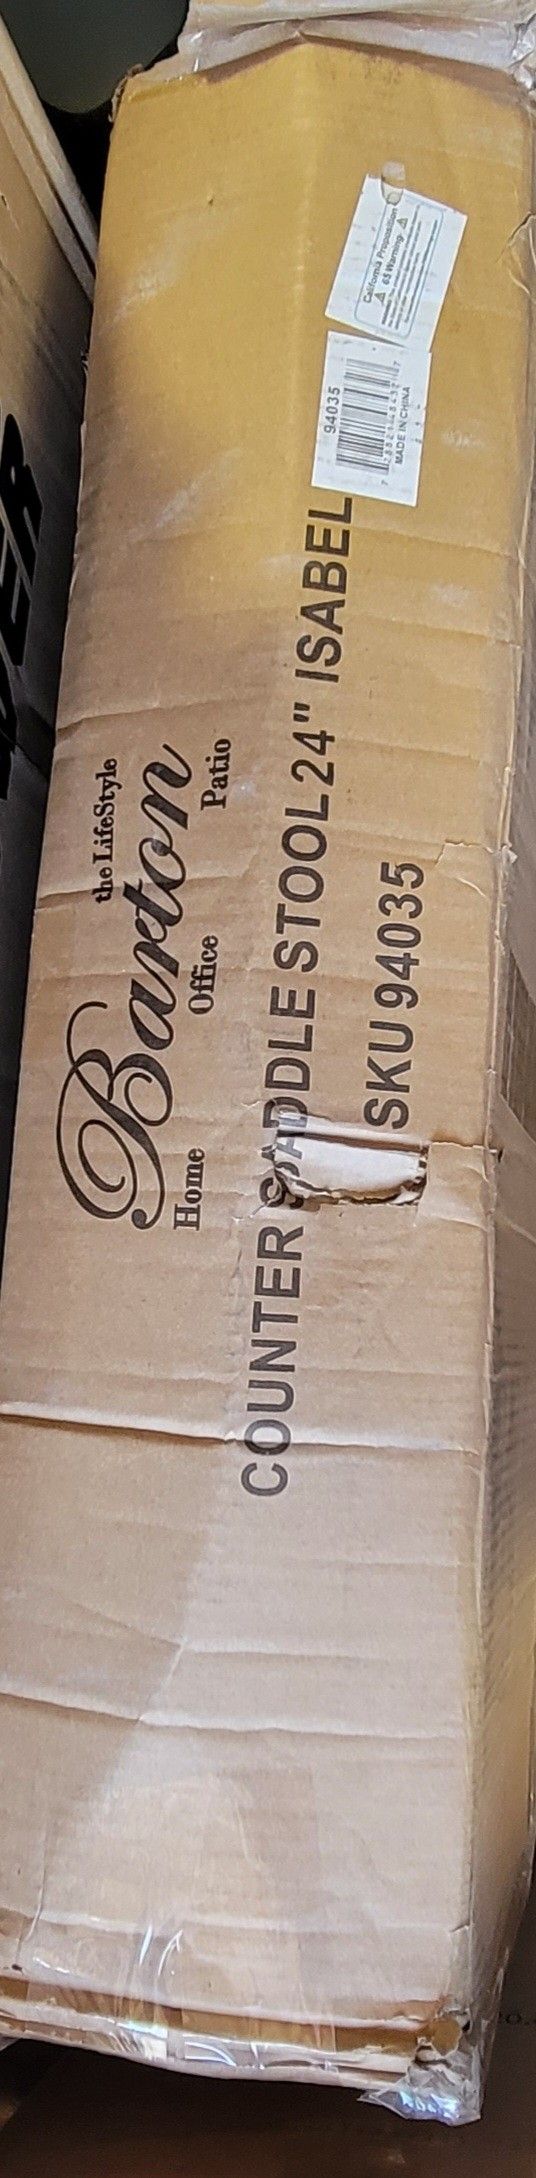 the LifeStyle
Barton
Home Office Patio
COUNTER SADDLE STOOL 24" ISABEL
SKU 94035
California Proposition
65 Warning
94035
MADE IN CHINA